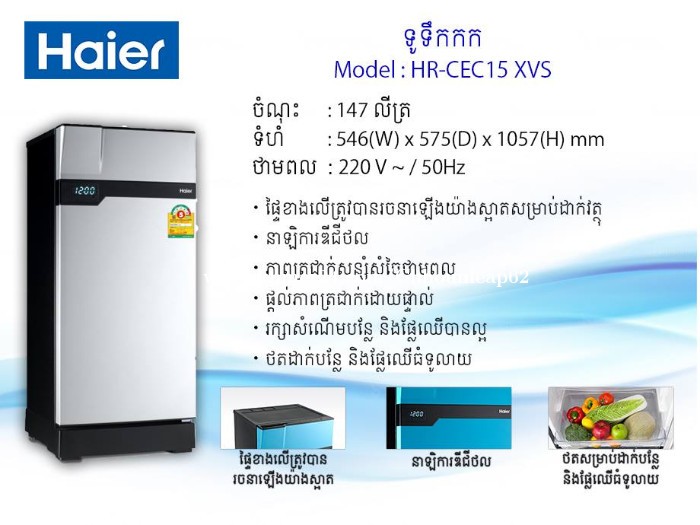 Haier
ទូទឹកកក
Model : HR-CEC15 XVS
ចំណុះ : 147 លីត្រ
ទំហំ : 546(W) x 575(D) x 1057(H) mm
ថាមពល : 220 V ~ / 50Hz
• ផ្ទៃខាងលើត្រូវបានរចនាឡើងយ៉ាងស្អាតសម្រាប់ដាក់វត្ថុ
• នាឡិការឌីជីថល
• ភាពត្រជាក់សន្សំសំចៃថាមពល
• ផ្តល់ភាពត្រជាក់ដោយផ្ទាល់
• រក្សាសំណើមបន្លែ និងផ្លែឈើបានល្អ
• ថតដាក់បន្លែ និងផ្លែឈើធំទូលាយ
12:00
Haier
5
12:00
Haier
ផ្ទៃខាងលើត្រូវបាន
រចនាឡើងយ៉ាងស្អាត
នាឡិការឌីជីថល
ថតសម្រាប់ដាក់បន្លែ
និងផ្លែឈើធំទូលាយ